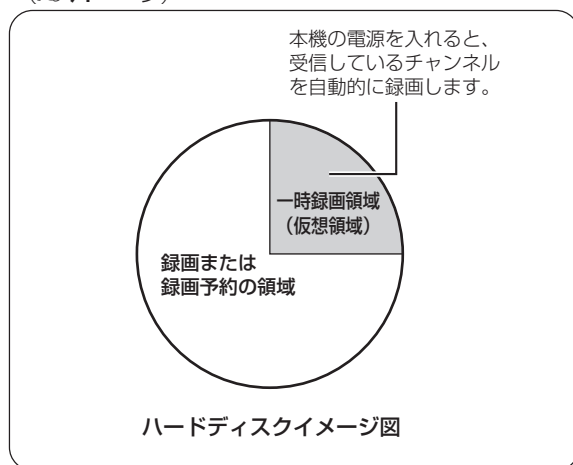 本機の電源を入れると、
受信しているチャンネル
を自動的に録画します。
一時録画領域
（仮想領域）
録画または
録画予約の領域
ハードディスクイメージ図